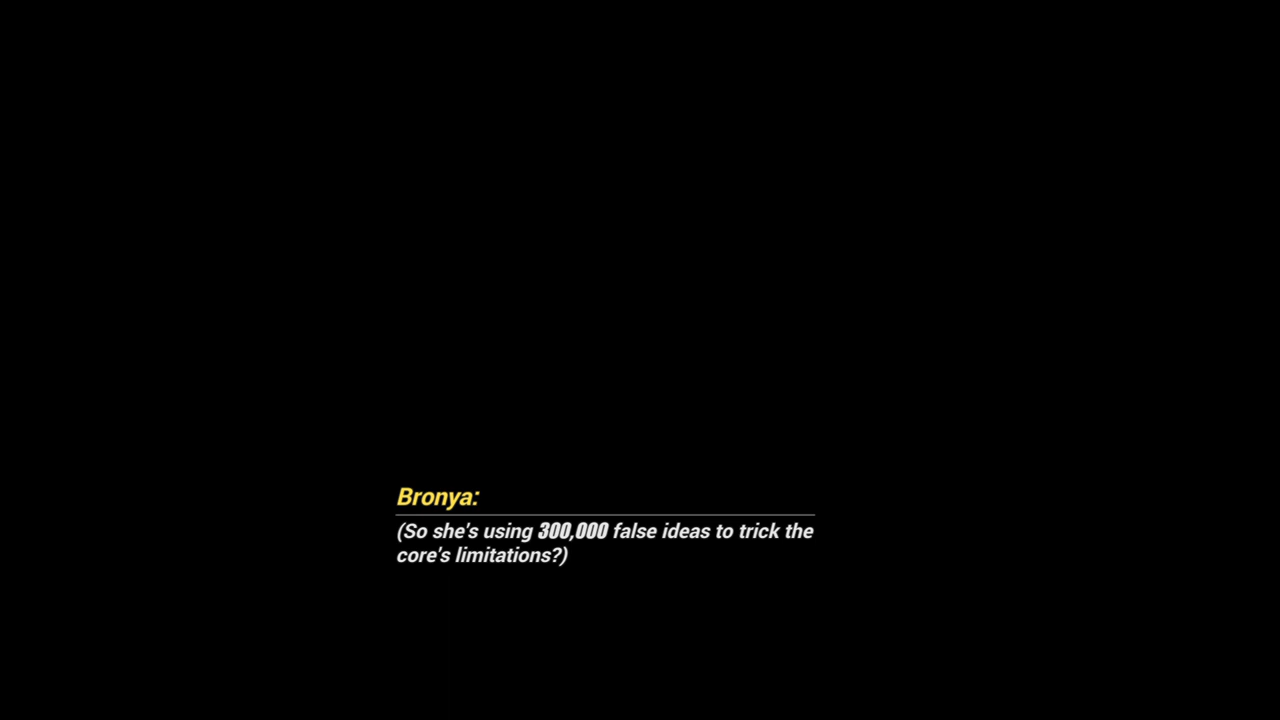 Bronya:
(So she's using 300,000 false ideas to trick the
core's limitations?)